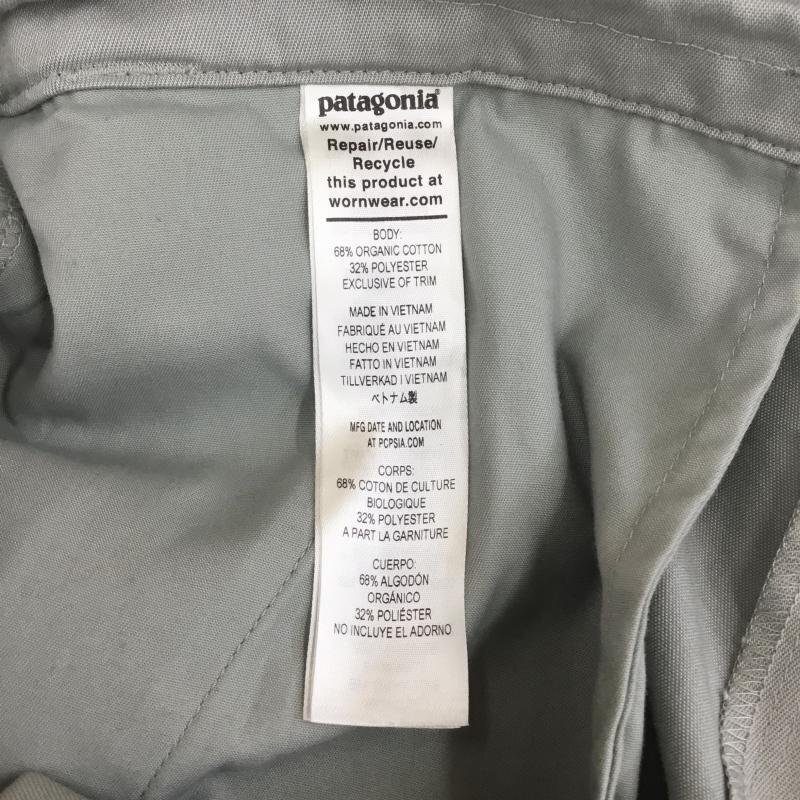 patagonia®
www.patagonia.com
Repair/Reuse/
Recycle
this product at
wornwear.com
BODY:
68% ORGANIC COTTON
32% POLYESTER
EXCLUSIVE OF TRIM
MADE IN VIETNAM
FABRIQUÉ AU VIETNAM
HECHO EN VIETNAM
FATTO IN VIETNAM
TILLVERKAD I VIETNAM
ベトナム製
MFG DATE AND LOCATION
AT PCPSIA.COM
CORPS:
68% COTON DE CULTURE
BIOLOGIQUE
32% POLYESTER
A PART LA GARNITURE
CUERPO:
68% ALGODÓN
ORGÁNICO
32% POLIÉSTER
NO INCLUYE EL ADORNO